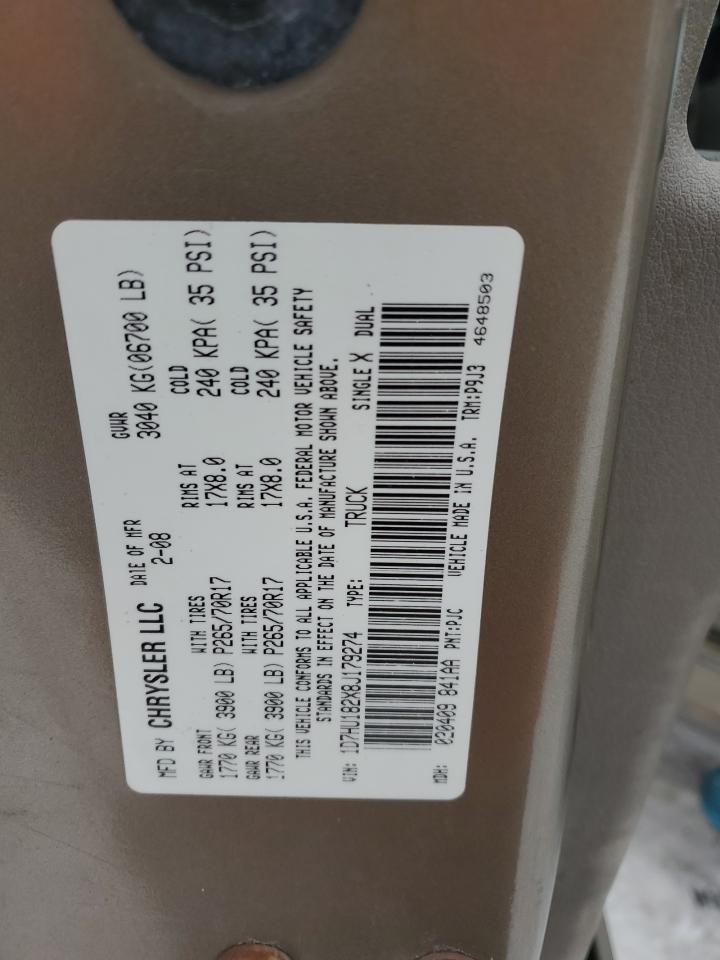 MFD BY CHRYSLER LLC DATE OF MFR GVWR
2-08 3040 KG(06700 LB)
GAWR FRONT WITH TIRES RIMS AT COLD
1770 KG( 3900 LB) P265/70R17 17X8.0 240 KPA( 35 PSI)
GAWR REAR WITH TIRES RIMS AT COLD
1770 KG( 3900 LB) P265/70R17 17X8.0 240 KPA( 35 PSI)
THIS VEHICLE CONFORMS TO ALL APPLICABLE U.S.A. FEDERAL MOTOR VEHICLE SAFETY
STANDARDS IN EFFECT ON THE DATE OF MANUFACTURE SHOWN ABOVE.
VIN: 1D7HU182X8J179274 TYPE: TRUCK SINGLE X DUAL
MDH: 020409 841AA PNT:PJC VEHICLE MADE IN U.S.A. TRM:P9J3
4648503